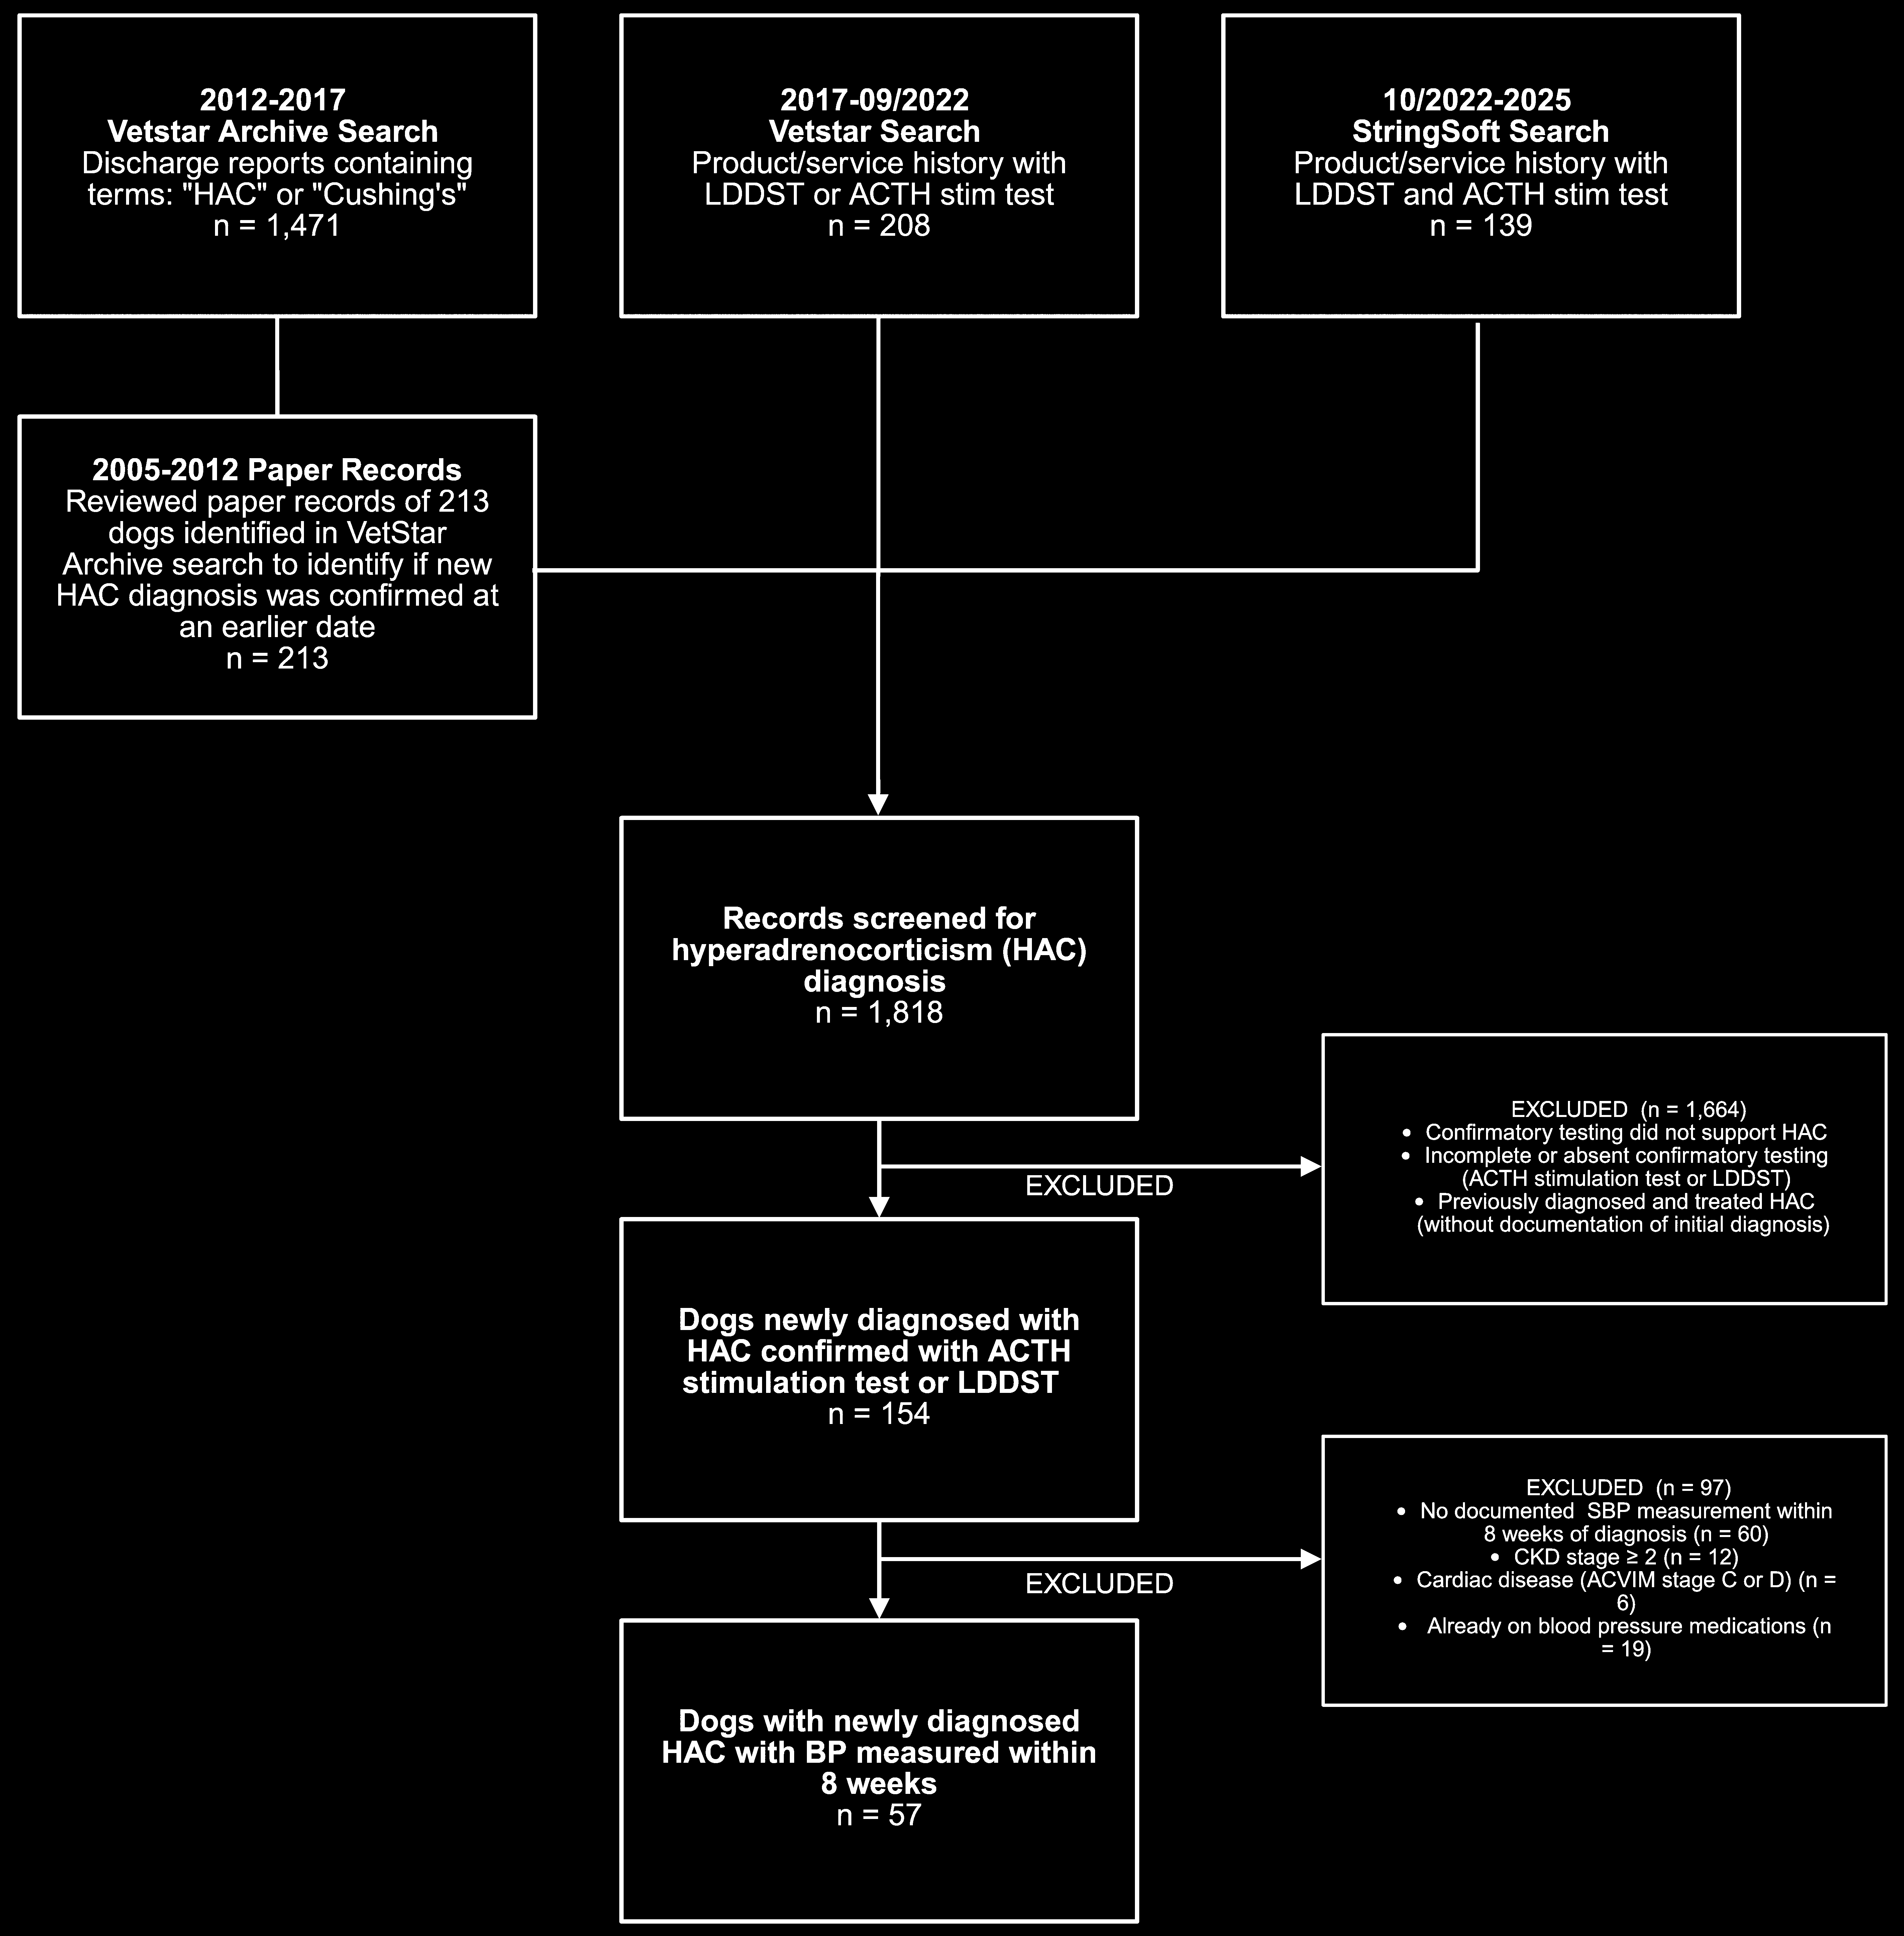 2012-2017
Vetstar Archive Search
Discharge reports containing
terms: "HAC" or "Cushing's"
n = 1,471
2017-09/2022
Vetstar Search
Product/service history with
LDDST or ACTH stim test
n = 208
10/2022-2025
StringSoft Search
Product/service history with
LDDST and ACTH stim test
n = 139
2005-2012 Paper Records
Reviewed paper records of 213
dogs identified in VetStar
Archive search to identify if new
HAC diagnosis was confirmed at
an earlier date
n = 213
Records screened for
hyperadrenocorticism (HAC)
diagnosis
n = 1,818
EXCLUDED
EXCLUDED (n = 1,664)
• Confirmatory testing did not support HAC
• Incomplete or absent confirmatory testing
(ACTH stimulation test or LDDST)
• Previously diagnosed and treated HAC
(without documentation of initial diagnosis)
Dogs newly diagnosed with
HAC confirmed with ACTH
stimulation test or LDDST
n = 154
EXCLUDED
EXCLUDED (n = 97)
• No documented SBP measurement within
8 weeks of diagnosis (n = 60)
• CKD stage ≥ 2 (n = 12)
• Cardiac disease (ACVIM stage C or D) (n =
6)
• Already on blood pressure medications (n
= 19)
Dogs with newly diagnosed
HAC with BP measured within
8 weeks
n = 57